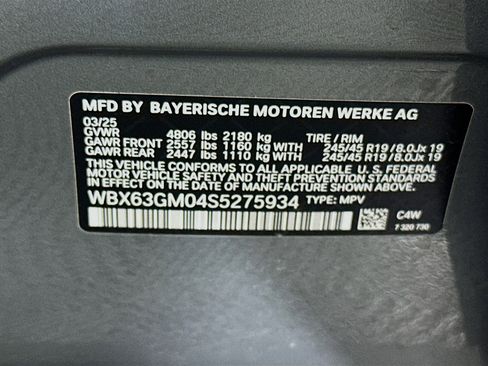 MFD BY BAYERISCHE MOTOREN WERKE AG
03/25
GVWR 4806 lbs 2180 kg TIRE / RIM
GAWR FRONT 2557 lbs 1160 kg 245/45 R19 / 8.0Jx 19
GAWR REAR 2447 lbs 1110 kg 245/45 R19 / 8.0Jx 19
THIS VEHICLE CONFORMS TO ALL APPLICABLE U.S. FEDERAL
MOTOR VEHICLE SAFETY, BUMPER, AND THEFT PREVENTION
STANDARDS IN EFFECT ON THE DATE OF MANUFACTURE SHOWN ABOVE.
WBX63GM04S5275934 TYPE: MPV
C4W
7 320 730